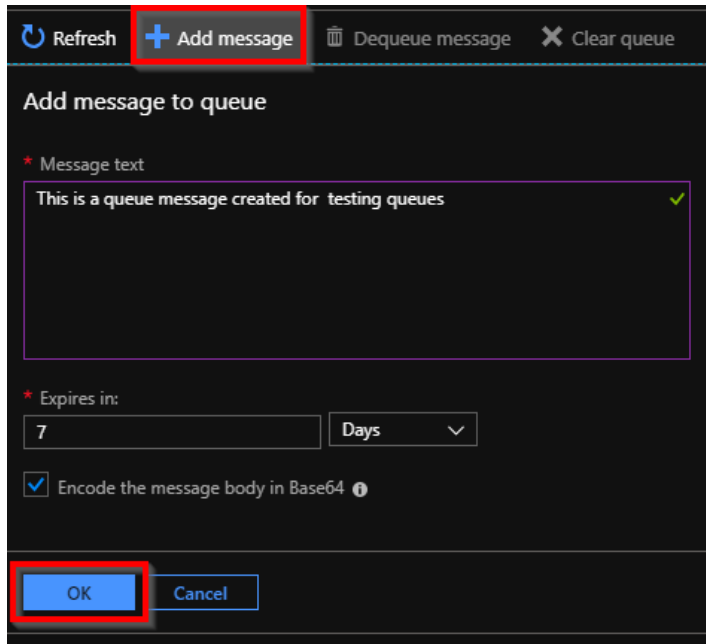 Refresh Add message Dequeue message Clear queue
Add message to queue
* Message text
This is a queue message created for  testing queues
* Expires in:
7 Days
Encode the message body in Base64
OK Cancel